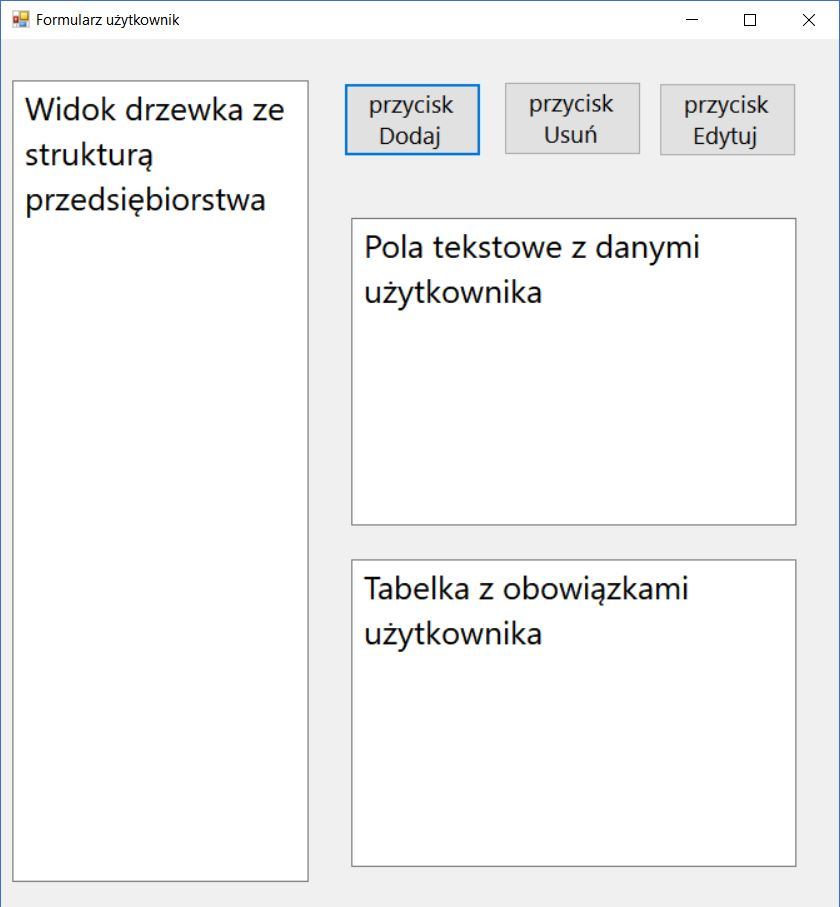 Formularz użytkownik
Widok drzewka ze
strukturą
przedsiębiorstwa
przycisk
Dodaj
przycisk
Usuń
przycisk
Edytuj
Pola tekstowe z danymi
użytkownika
Tabelka z obowiązkami
użytkownika